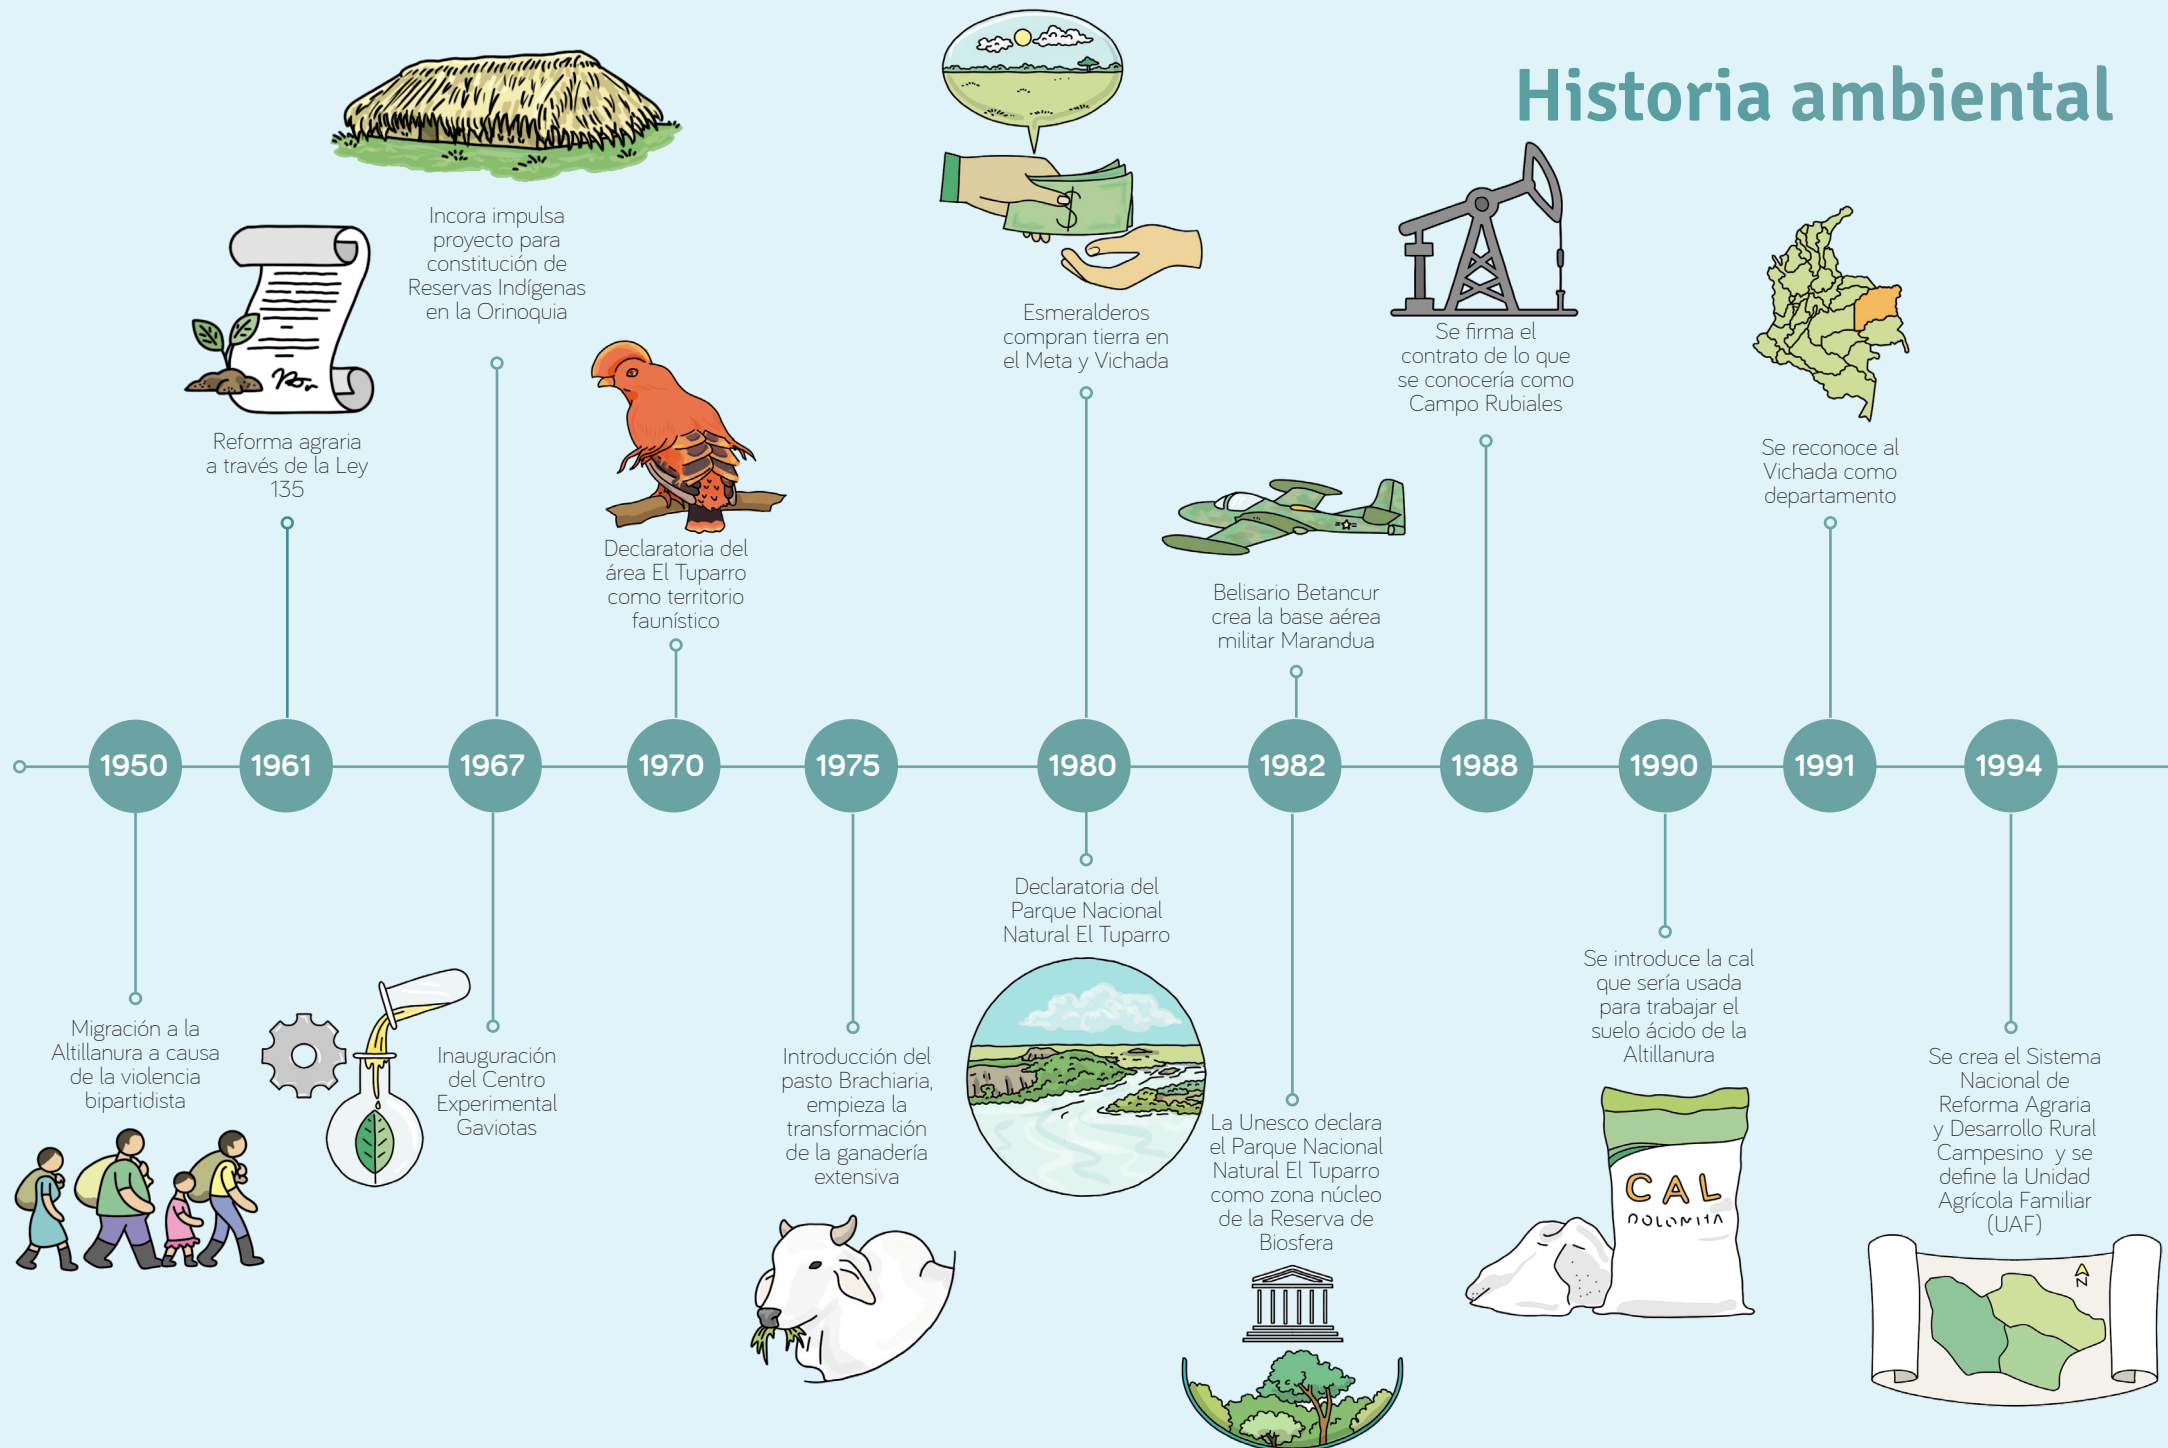 Historia ambiental
Incora impulsa
proyecto para
constitución de
Reservas Indígenas
en la Orinoquia
Reforma agraria
a través de la Ley
135
Declaratoria del
área El Tuparro
como territorio
faunístico
$
Esmeralderos
compran tierra en
el Meta y Vichada
Belisario Betancur
crea la base aérea
militar Marandua
Se firma el
contrato de lo que
se conocería como
Campo Rubiales
Se reconoce al
Vichada como
departamento
1950
1961
1967
1970
1975
1980
1982
1988
1990
1991
1994
Migración a la
Altillanura a causa
de la violencia
bipartidista
Inauguración
del Centro
Experimental
Gaviotas
Introducción del
pasto Brachiaria,
empieza la
transformación
de la ganadería
extensiva
Declaratoria del
Parque Nacional
Natural El Tuparro
La Unesco declara
el Parque Nacional
Natural El Tuparro
como zona núcleo
de la Reserva de
Biosfera
Se introduce la cal
que sería usada
para trabajar el
suelo ácido de la
Altillanura
CAL
DOLOMITA
Se crea el Sistema
Nacional de
Reforma Agraria
y Desarrollo Rural
Campesino y se
define la Unidad
Agrícola Familiar
(UAF)
N